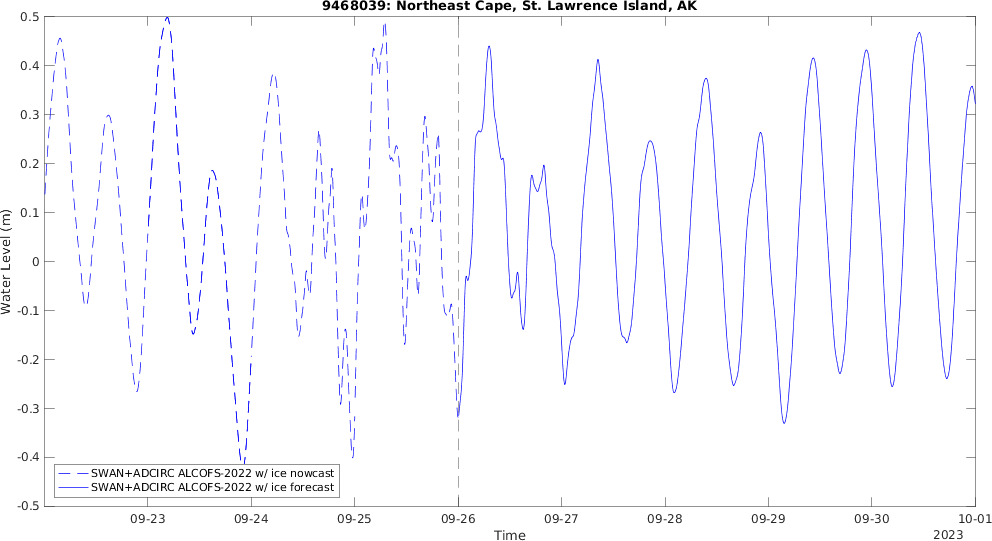 9468039: Northeast Cape, St. Lawrence Island, AK
0.5
0.4
0.3
0.2
0.1
0
-0.1
-0.2
-0.3
-0.4
-0.5
Water Level (m)
SWAN+ADCIRC ALCOFS-2022 w/ ice nowcast
SWAN+ADCIRC ALCOFS-2022 w/ ice forecast
09-23 09-24 09-25 09-26 09-27 09-28 09-29 09-30 10-01
Time
2023